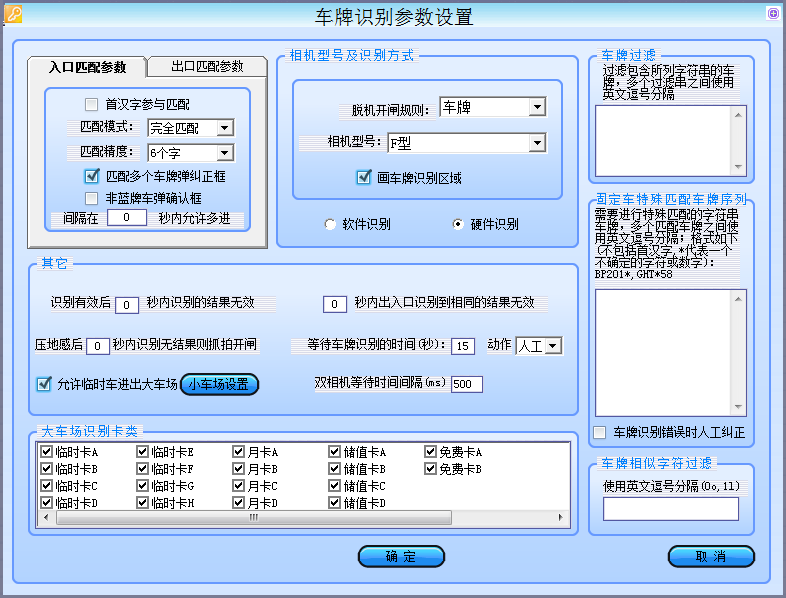 车牌识别参数设置
入口匹配参数
出口匹配参数
首汉字参与匹配
匹配模式： 完全匹配
匹配精度： 6个字
匹配多个车牌弹纠正框
非蓝牌车弹确认框
间隔在 0 秒内允许多进
相机型号及识别方式
脱机开闸规则： 车牌
相机型号： F型
画车牌识别区域
软件识别 硬件识别
车牌过滤
过滤包含所列字符串的车
牌，多个过滤串之间使用
英文逗号分隔
固定车特殊匹配车牌序列
需要进行特殊匹配的字符串
车牌，多个匹配车牌之间使
用英文逗号分隔；格式如下
(不包括首汉字,*代表一个
不确定的字符或数字)：
BP201*,GHT*58
车牌识别错误时人工纠正
车牌相似字符过滤
使用英文逗号分隔(0o,1l)
其它
识别有效后 0 秒内识别的结果无效
0 秒内出入口识别到相同的结果无效
压地感后 0 秒内识别无结果则抓拍开闸
等待车牌识别的时间(秒)： 15 动作 人工
允许临时车进出大车场 小车场设置
双相机等待时间间隔(ms) 500
大车场识别卡类
临时卡A 临时卡E 月卡A 储值卡A 免费卡A
临时卡B 临时卡F 月卡B 储值卡B 免费卡B
临时卡C 临时卡G 月卡C 储值卡C
临时卡D 临时卡H 月卡D 储值卡D
确 定
取 消